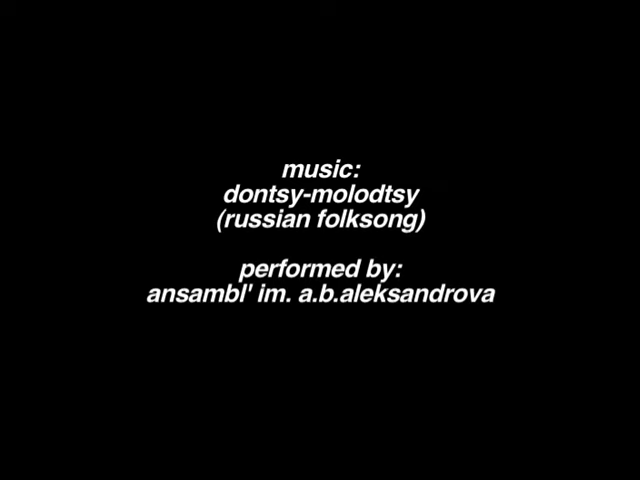 music:
dontsy-molodtsy
(russian folksong)
performed by:
ansambl' im. a.b.aleksandrova